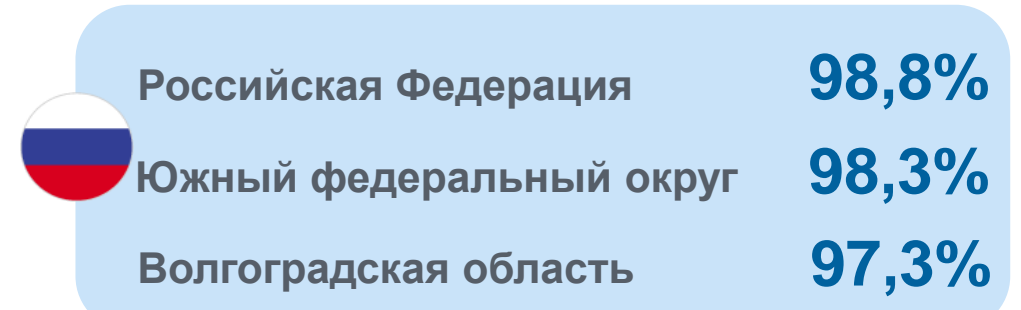 Российская Федерация 98,8%
Южный федеральный округ 98,3%
Волгоградская область 97,3%